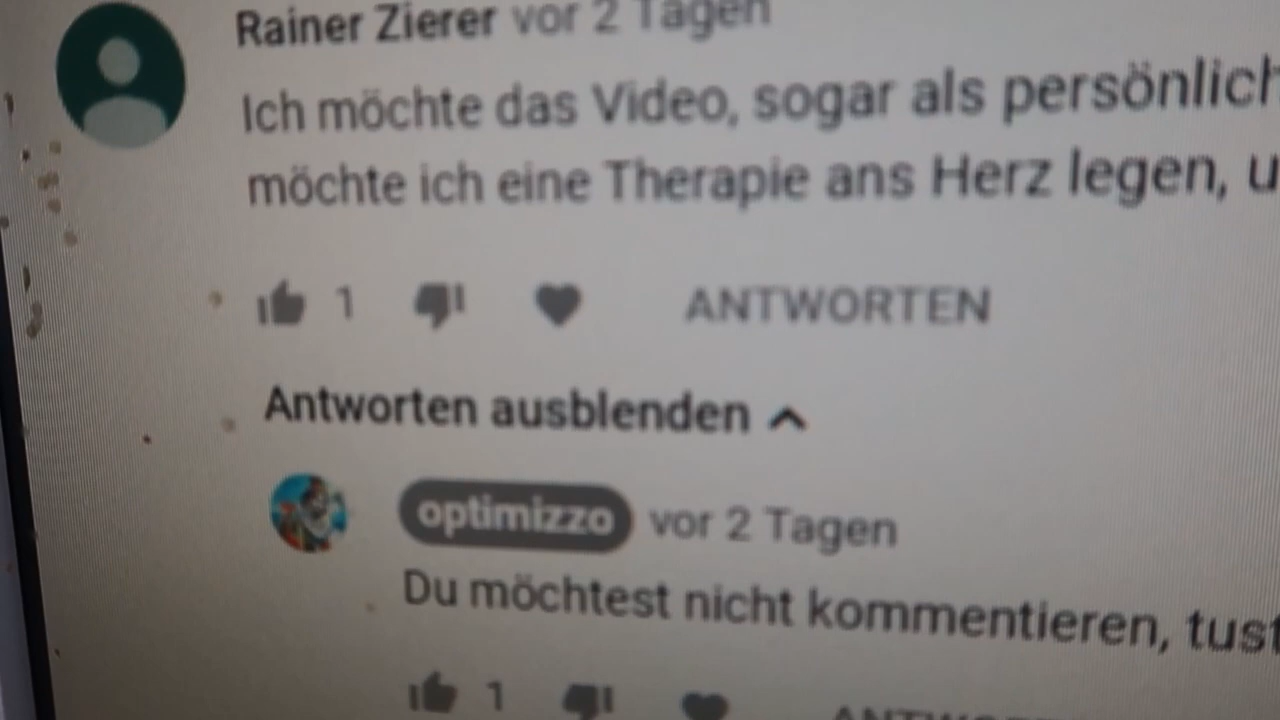 Rainer Zierer vor 2 Tagen
Ich möchte das Video, sogar als persönlich
möchte ich eine Therapie ans Herz legen, u
1 ANTWORTEN
Antworten ausblenden
optimizzo vor 2 Tagen
Du möchtest nicht kommentieren, tust
1